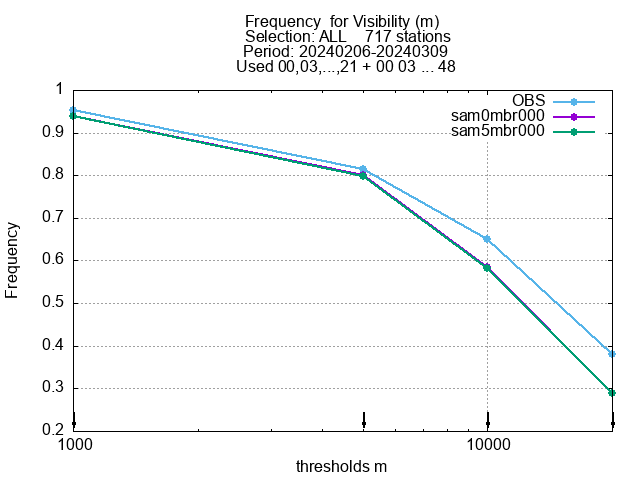 Frequency  for Visibility (m)
Selection: ALL    717 stations
Period: 20240206-20240309
Used 00,03,...,21 + 00 03 ... 48
OBS
sam0mbr000
sam5mbr000
1
0.9
0.8
0.7
0.6
0.5
0.4
0.3
0.2
Frequency
1000
10000
thresholds m